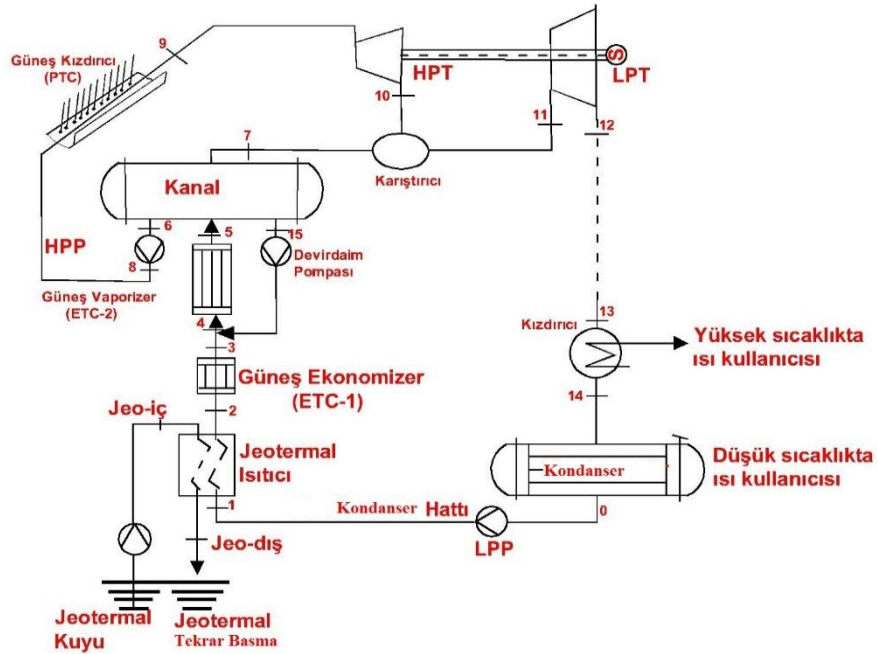 9
Güneş Kızdırıcı
(PTC)
HPT
S
LPT
10
11
12
7
Karıştırıcı
Kanal
6
5
15
HPP
8
Devirdaim
Pompası
Güneş Vaporizer
(ETC-2)
4
3
13
Kızdırıcı
Yüksek sıcaklıkta
ısı kullanıcısı
Güneş Ekonomizer
(ETC-1)
14
Jeo-iç
2
Jeotermal
Isıtıcı
Kondanser
Düşük sıcaklıkta
ısı kullanıcısı
1
Kondanser Hattı
0
LPP
Jeo-dış
Jeotermal
Kuyu
Jeotermal
Tekrar Basma